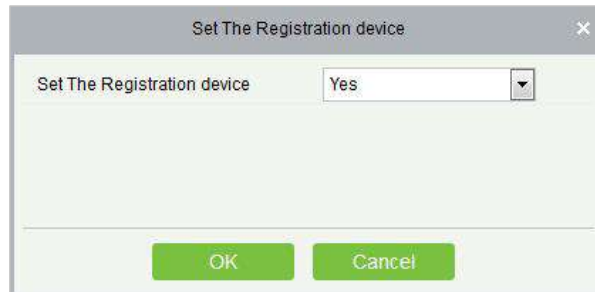 Set The Registration device
Set The Registration device Yes
OK Cancel